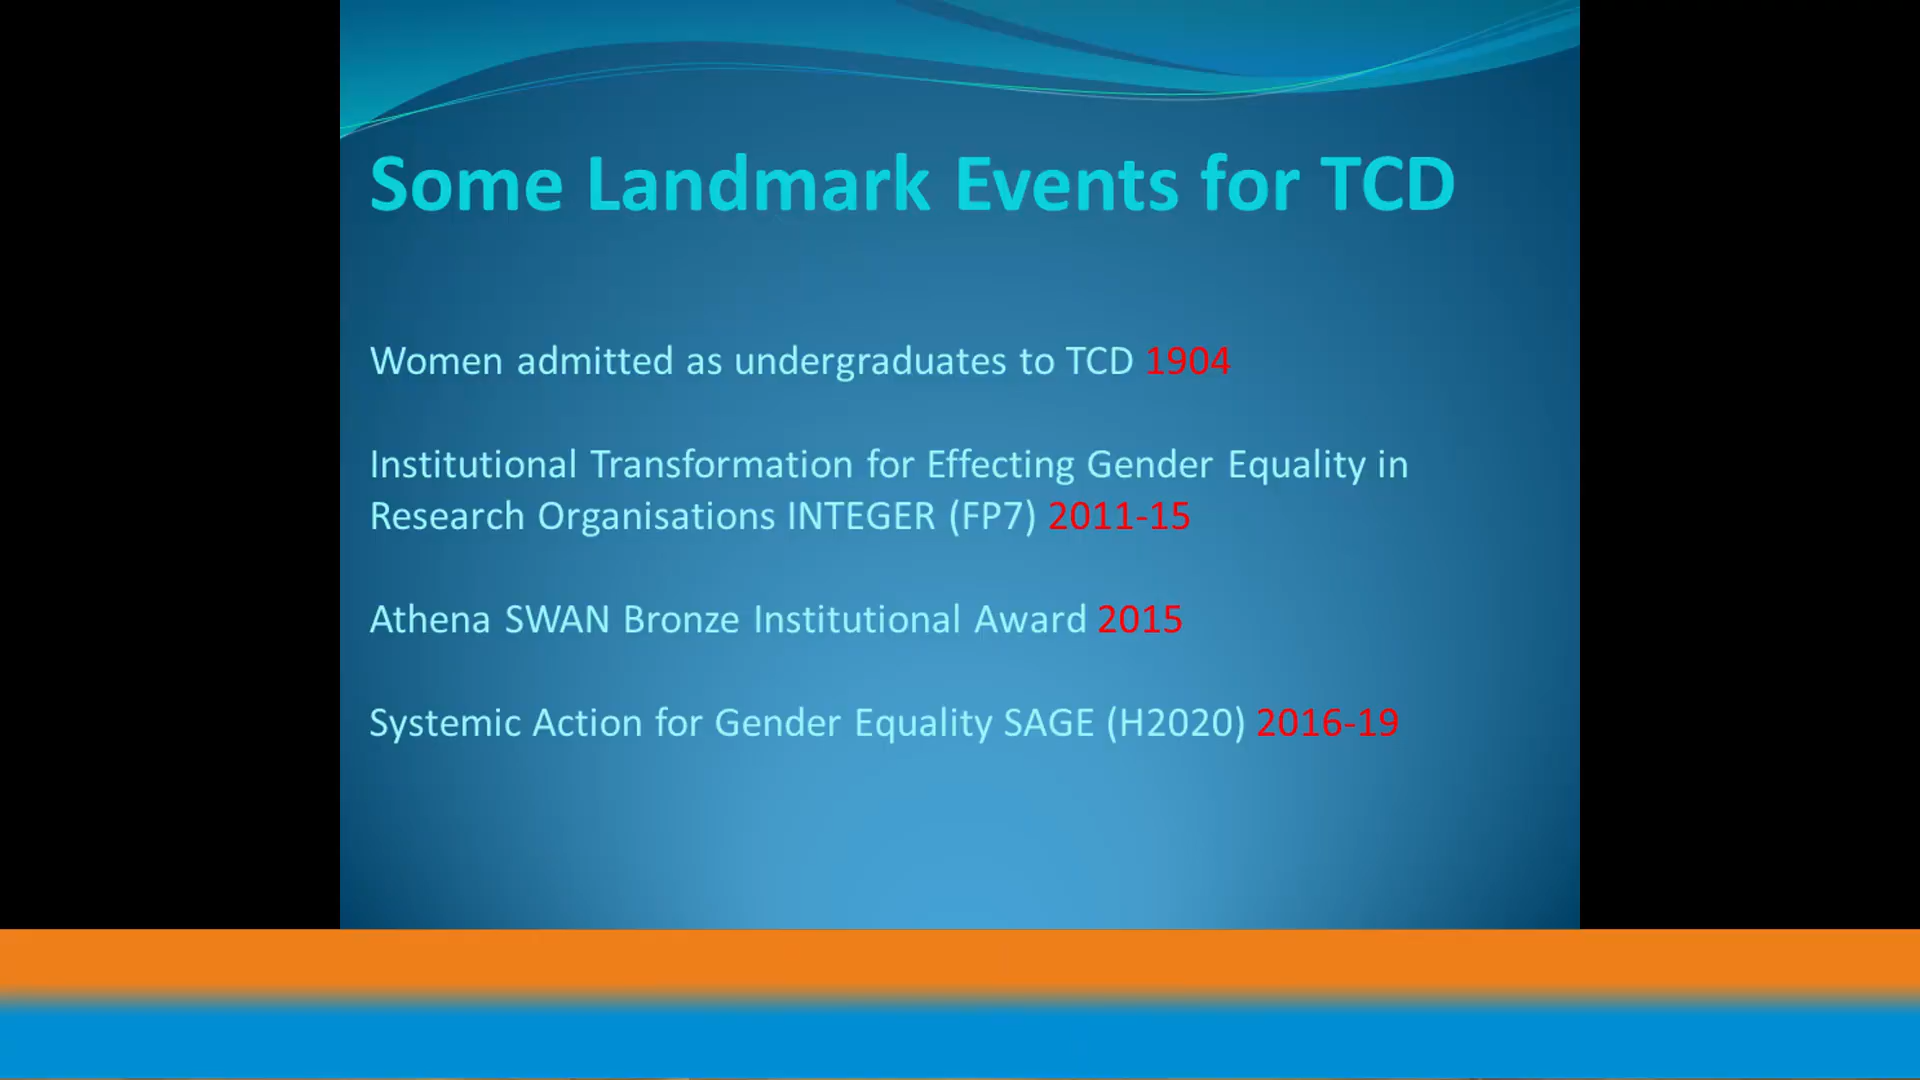 Some Landmark Events for TCD
Women admitted as undergraduates to TCD 1904
Institutional Transformation for Effecting Gender Equality in
Research Organisations INTEGER (FP7) 2011-15
Athena SWAN Bronze Institutional Award 2015
Systemic Action for Gender Equality SAGE (H2020) 2016-19